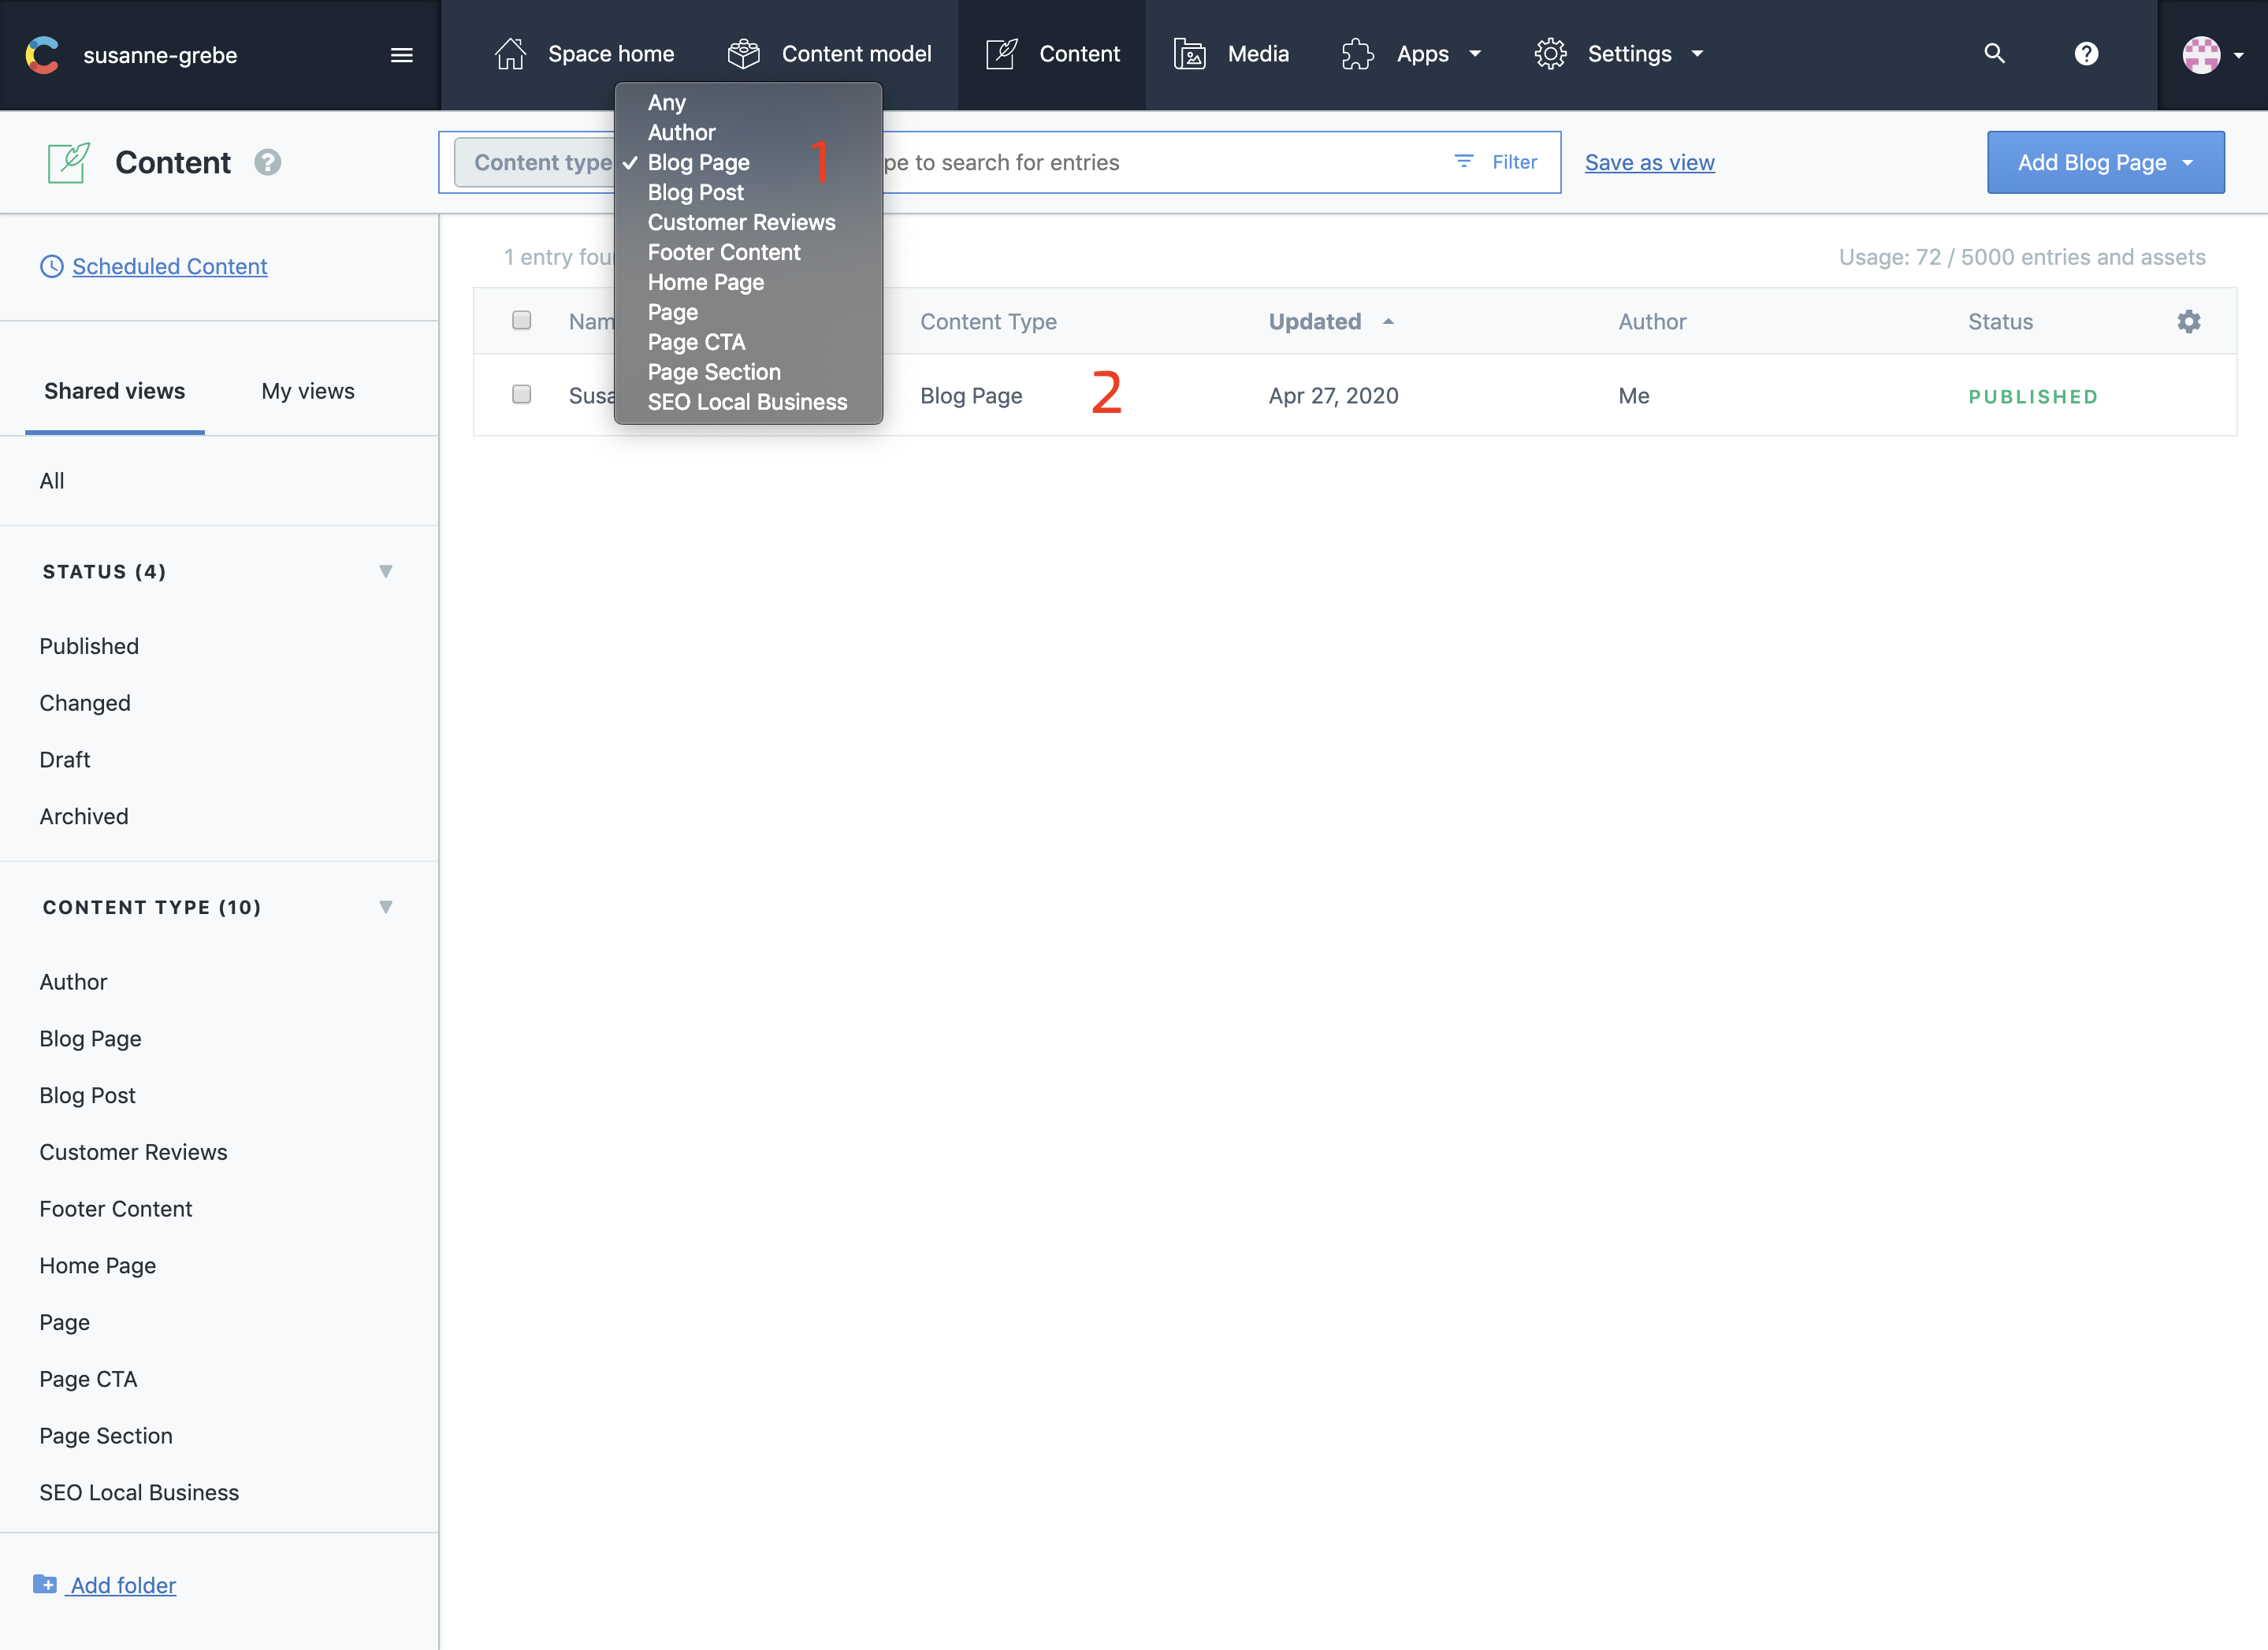 susanne-grebe
Space home
Content model
Content
Media
Apps
Settings
Content
Content type
Any
Author
✓ Blog Page
Blog Post
Customer Reviews
Footer Content
Home Page
Page
Page CTA
Page Section
SEO Local Business
1
to search for entries
Filter
Save as view
Add Blog Page
Scheduled Content
1 entry
Usage: 72 / 5000 entries and assets
Content Type
Updated
Author
Status
Blog Page
2
Apr 27, 2020
Me
PUBLISHED
Shared views
My views
All
STATUS (4)
Published
Changed
Draft
Archived
CONTENT TYPE (10)
Author
Blog Page
Blog Post
Customer Reviews
Footer Content
Home Page
Page
Page CTA
Page Section
SEO Local Business
Add folder